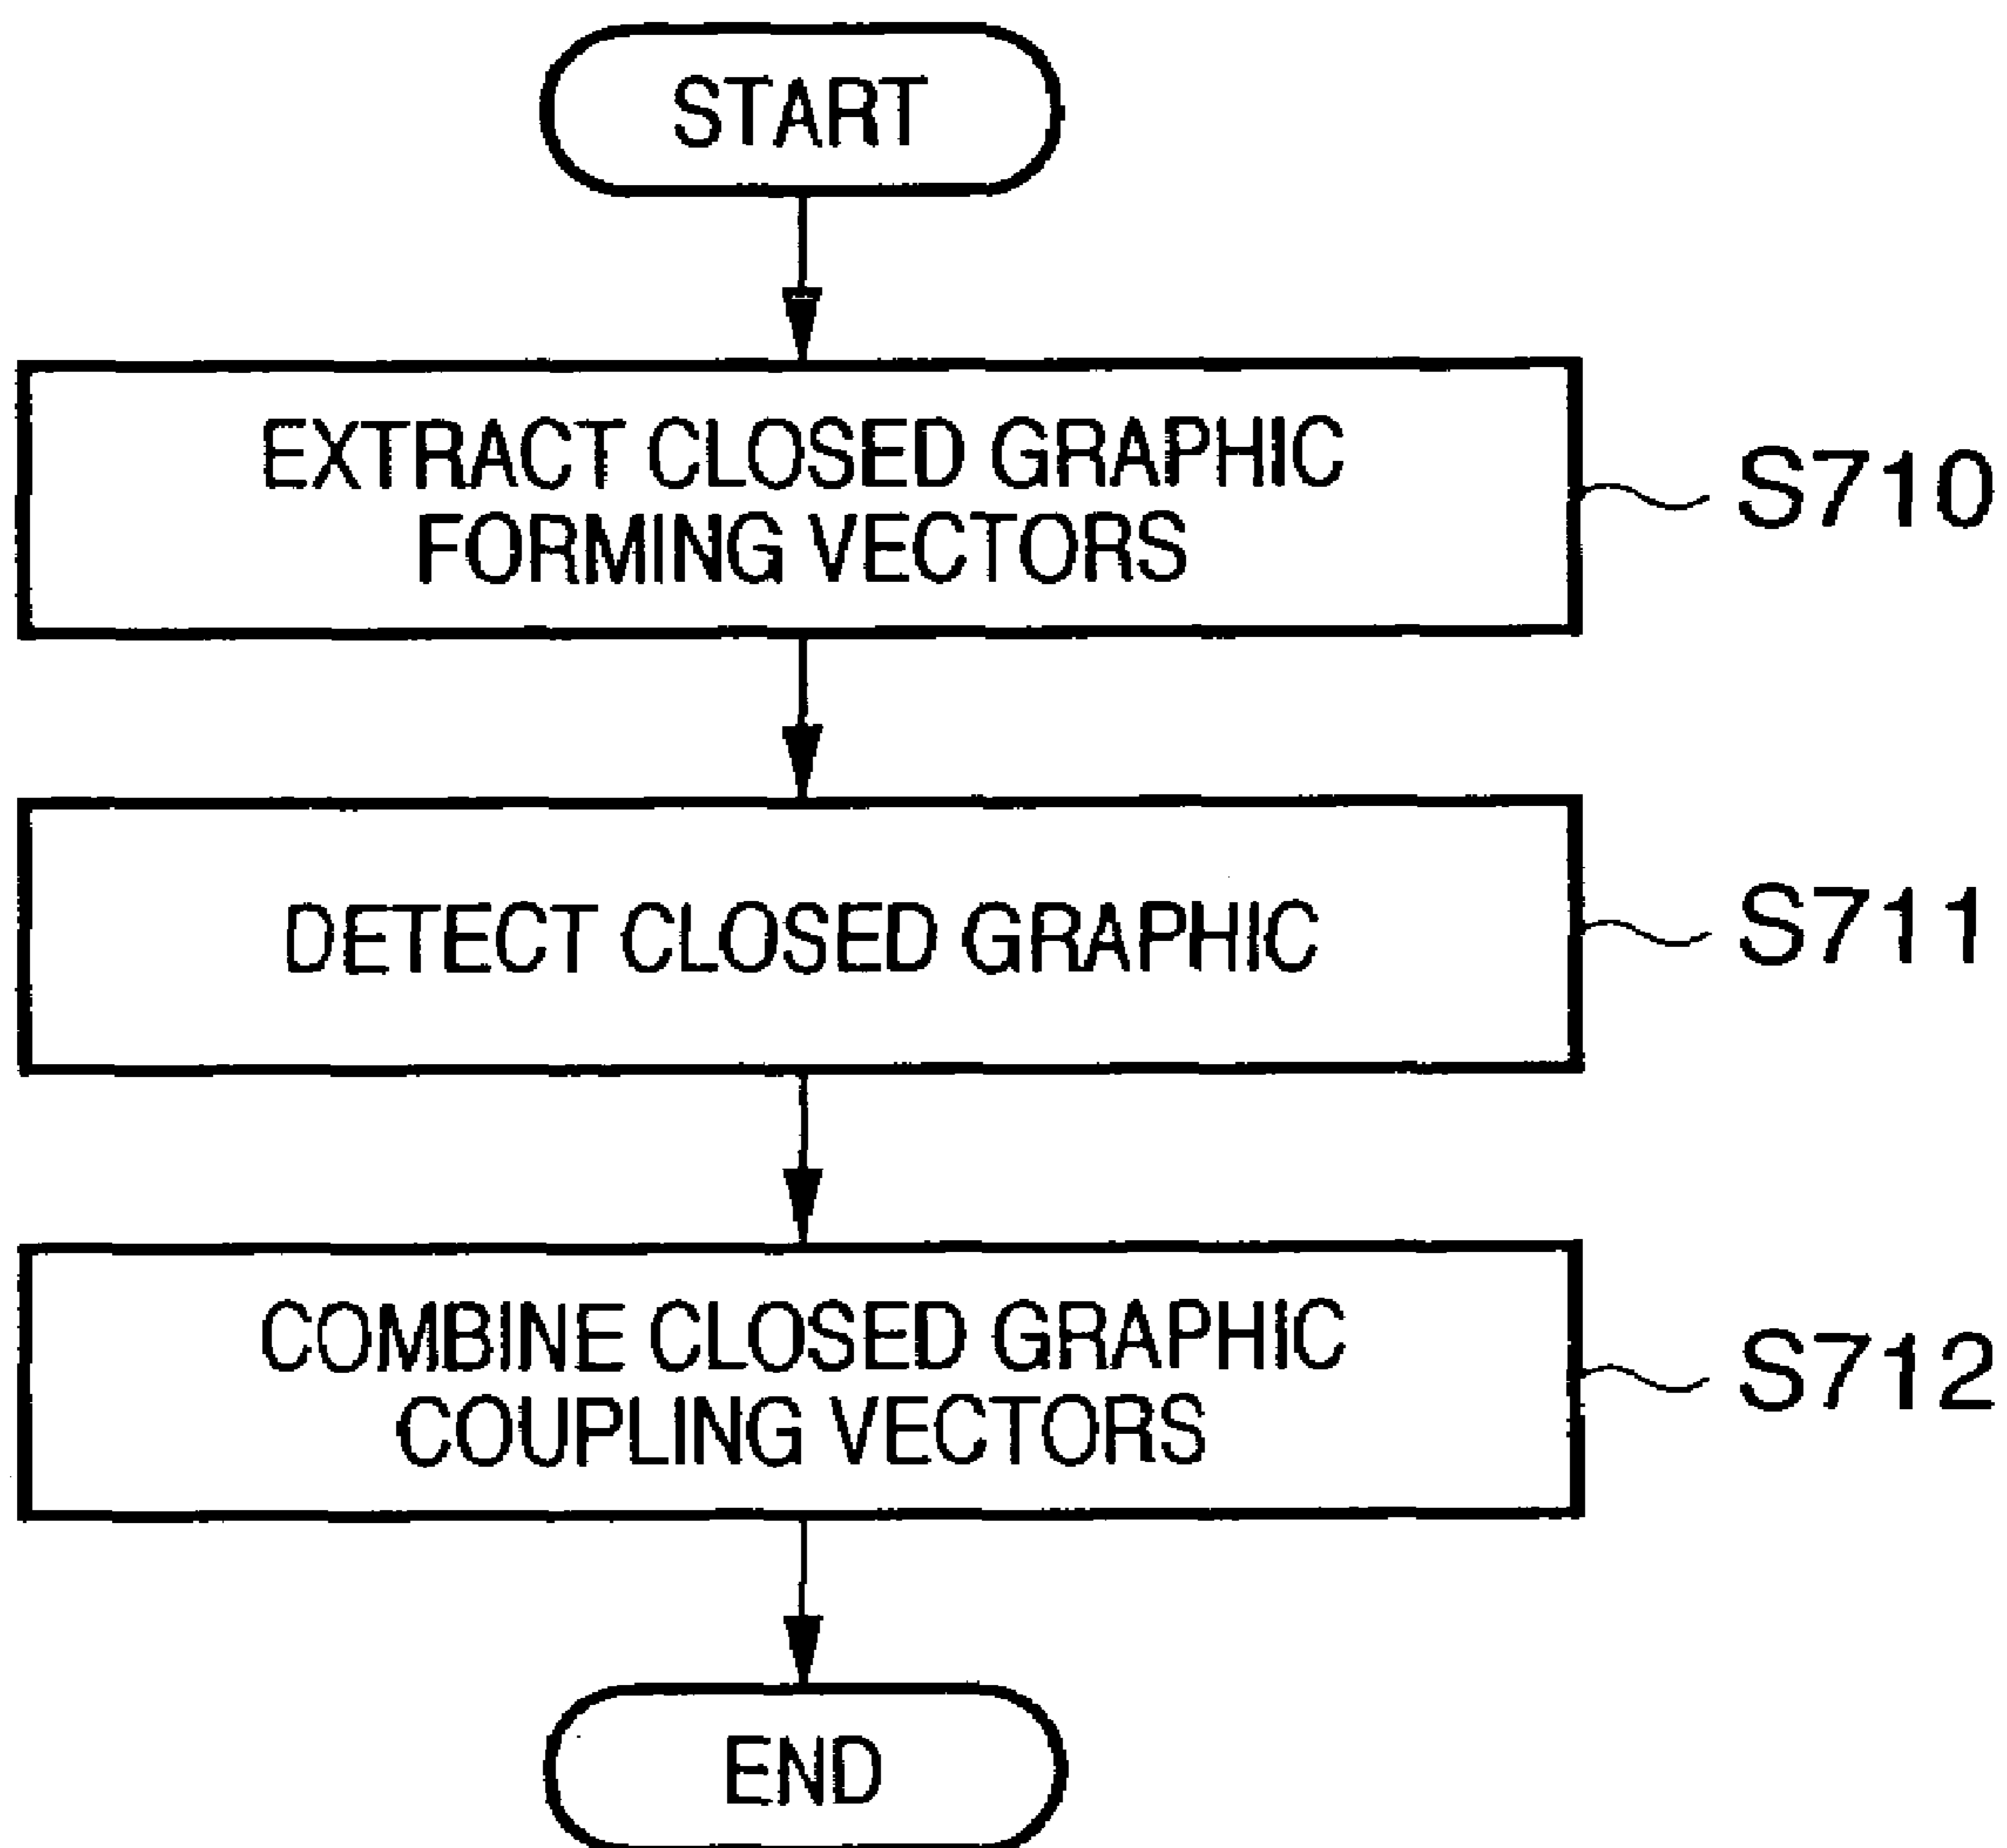 START
EXTRACT CLOSED GRAPHIC
FORMING VECTORS
S710
DETECT CLOSED GRAPHIC
S711
COMBINE CLOSED GRAPHIC
COUPLING VECTORS
S712
END